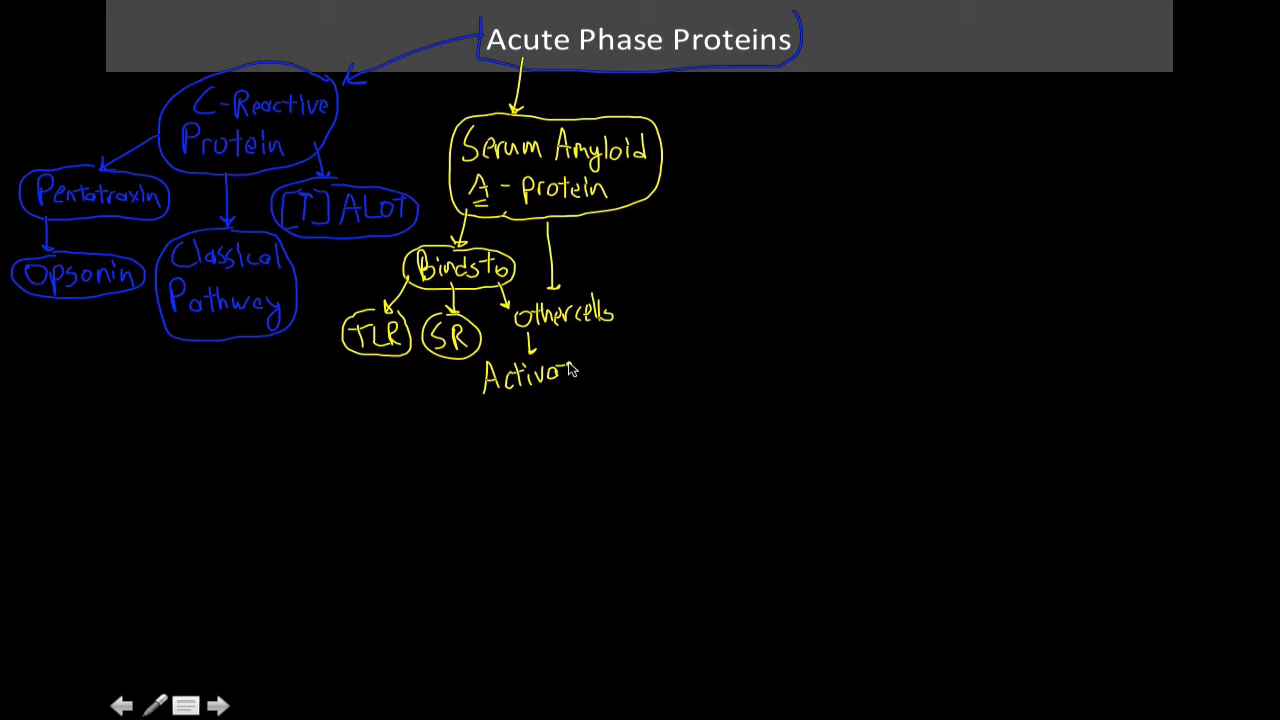 Acute Phase Proteins
C-Reactive
Protein
Pentatraxin
Opsonin
Classical
Pathway
[T] ALOT
Serum Amyloid
A - protein
Binds to
TLR
SR
other cells
Activa